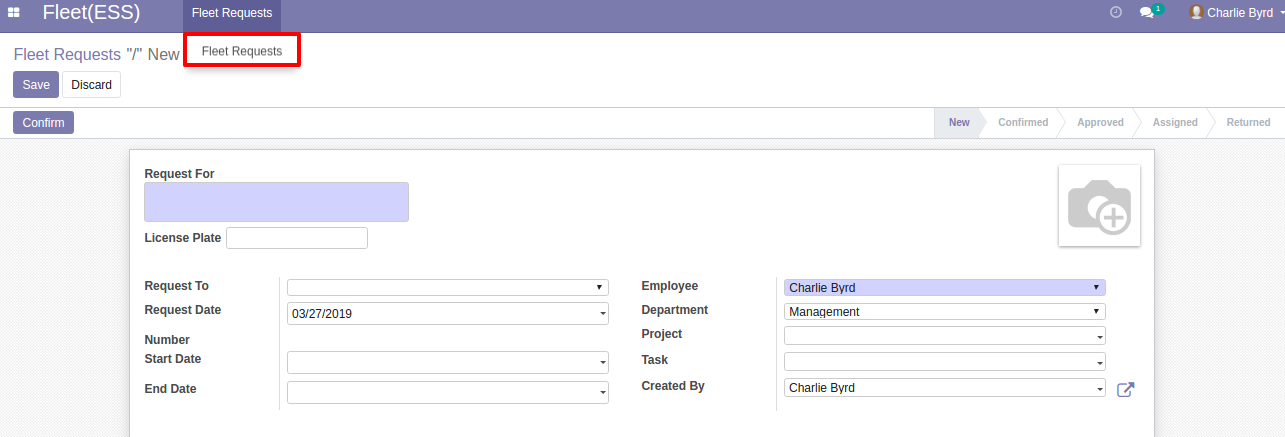 Fleet(ESS) Fleet Requests 1 Charlie Byrd
Fleet Requests "/" New Fleet Requests
Save Discard
Confirm New Confirmed Approved Assigned Returned
Request For
License Plate
Request To Employee Charlie Byrd
Request Date 03/27/2019 Department Management
Number Project
Start Date Task
End Date Created By Charlie Byrd